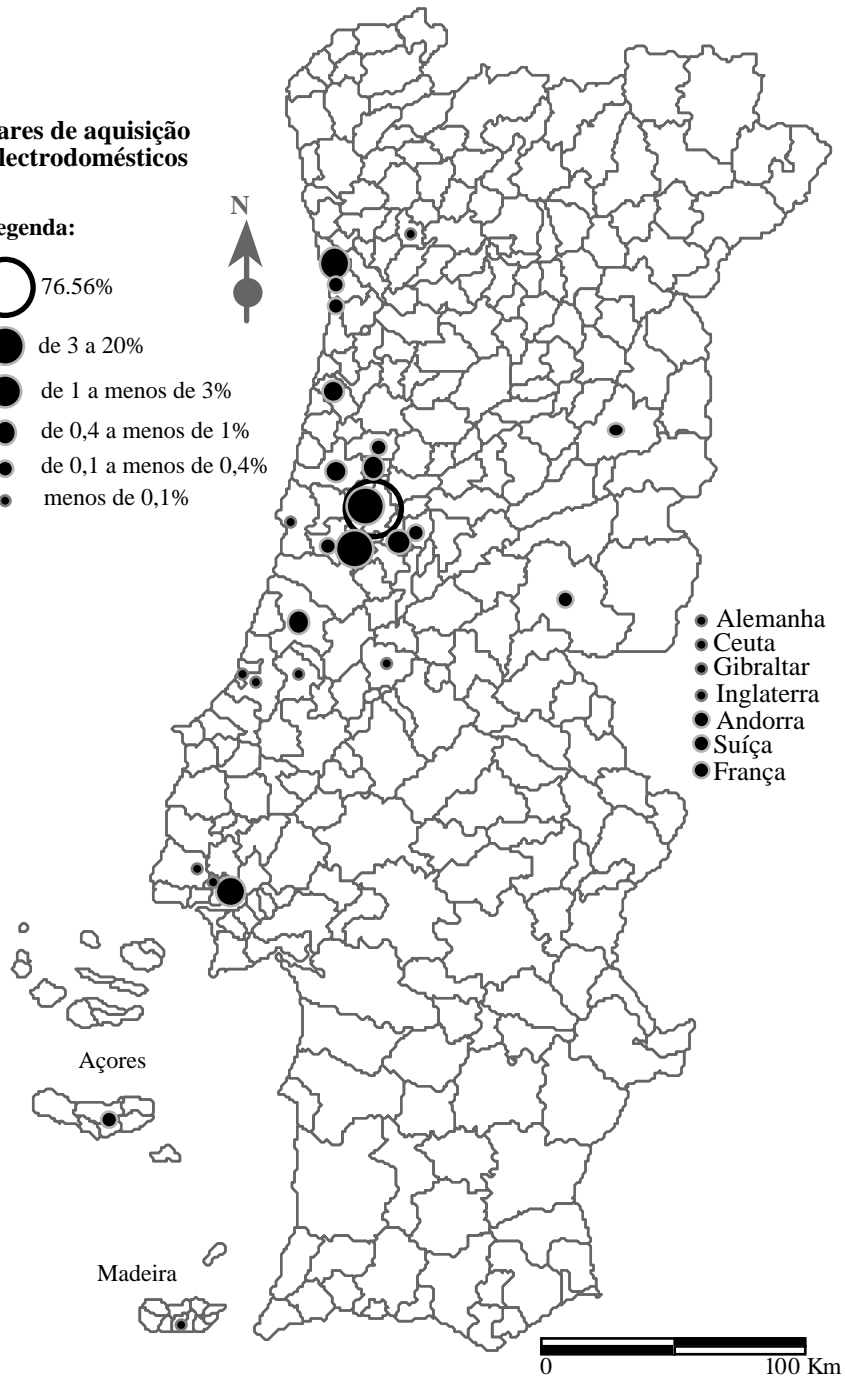 ares de aquisição
lectrodomésticos
N
egenda:
76.56%
de 3 a 20%
de 1 a menos de 3%
de 0,4 a menos de 1%
de 0,1 a menos de 0,4%
menos de 0,1%
Alemanha
Ceuta
Gibraltar
Inglaterra
Andorra
Suíça
França
Açores
Madeira
0
100 Km